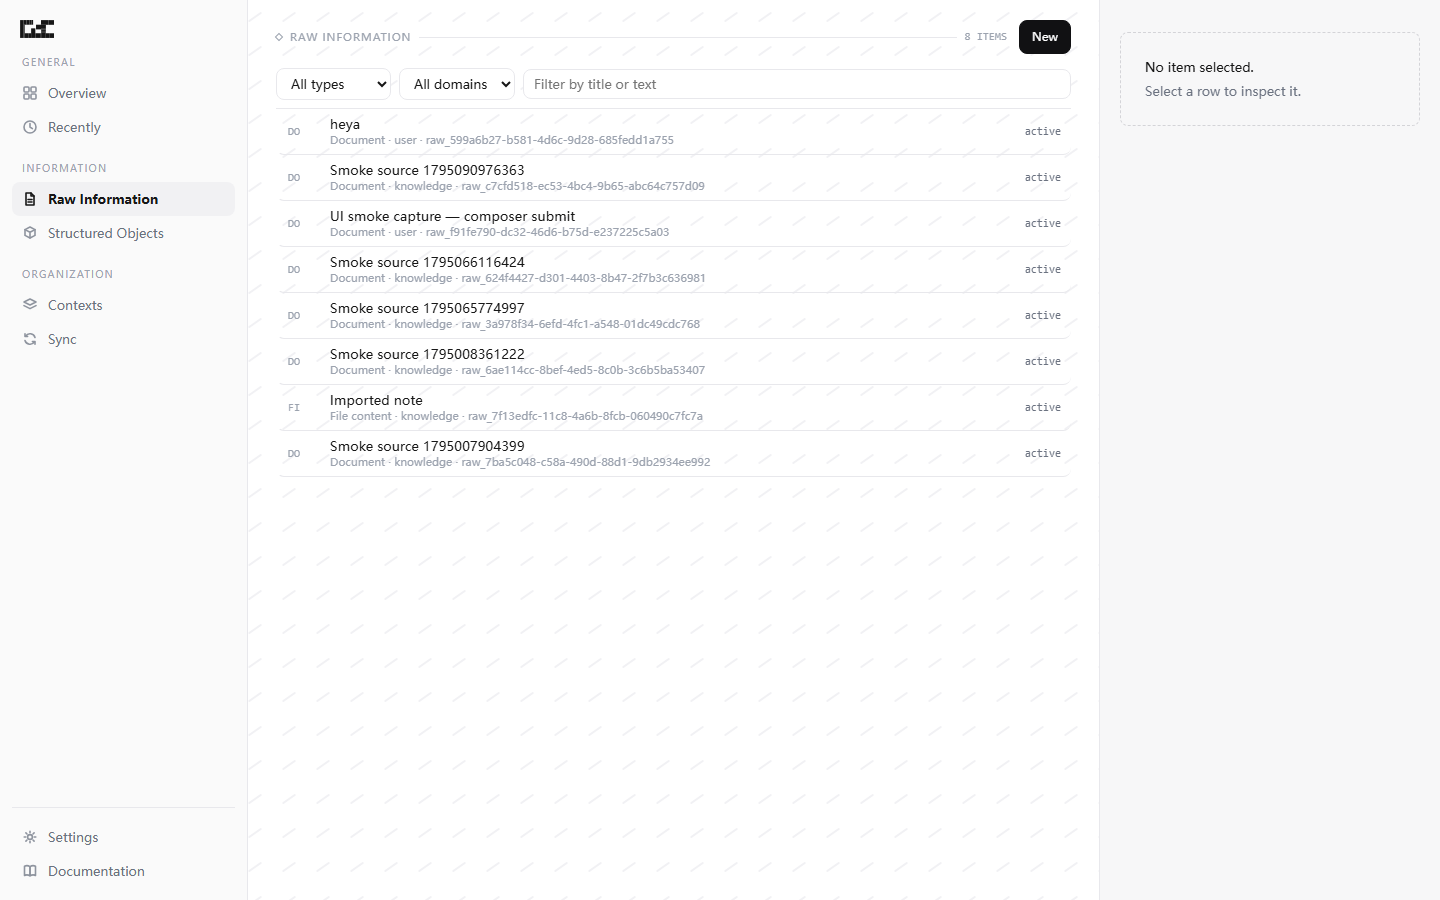 GENERAL
Overview
Recently
INFORMATION
Raw Information
Structured Objects
ORGANIZATION
Contexts
Sync
Settings
Documentation
RAW INFORMATION
8 ITEMS
New
All types
All domains
Filter by title or text
DO
heya
Document · user · raw_599a6b27-b581-4d6c-9d28-685fedd1a755
active
DO
Smoke source 1795090976363
Document · knowledge · raw_c7cfd518-ec53-4bc4-9b65-abc64c757d09
active
DO
UI smoke capture — composer submit
Document · user · raw_f91fe790-dc32-46d6-b75d-e237225c5a03
active
DO
Smoke source 1795066116424
Document · knowledge · raw_624f4427-d301-4403-8b47-2f7b3c636981
active
DO
Smoke source 1795065774997
Document · knowledge · raw_3a978f34-6efd-4fc1-a548-01dc49cdc768
active
DO
Smoke source 1795008361222
Document · knowledge · raw_6ae114cc-8bef-4ed5-8c0b-3c6b5ba53407
active
FI
Imported note
File content · knowledge · raw_7f13edfc-11c8-4a6b-8fcb-060490c7fc7a
active
DO
Smoke source 1795007904399
Document · knowledge · raw_7ba5c048-c58a-490d-88d1-9db2934ee992
active
No item selected.
Select a row to inspect it.